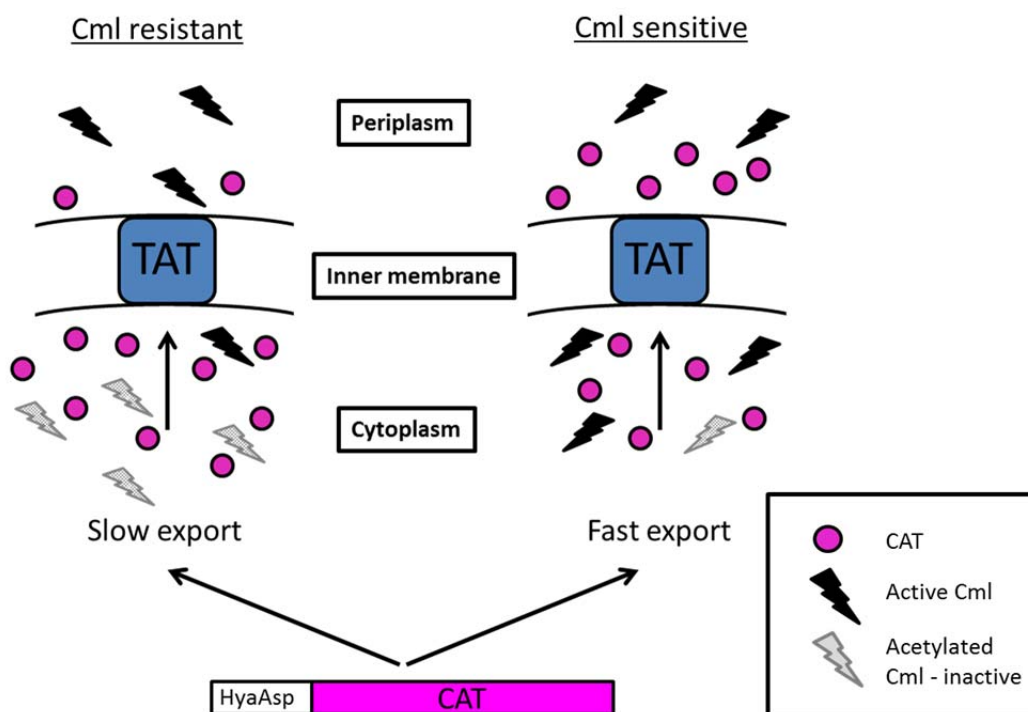 Cml resistant
Cml sensitive
Periplasm
TAT
TAT
Inner membrane
Cytoplasm
Slow export
Fast export
CAT
Active Cml
Acetylated
Cml - inactive
HyaAsp
CAT